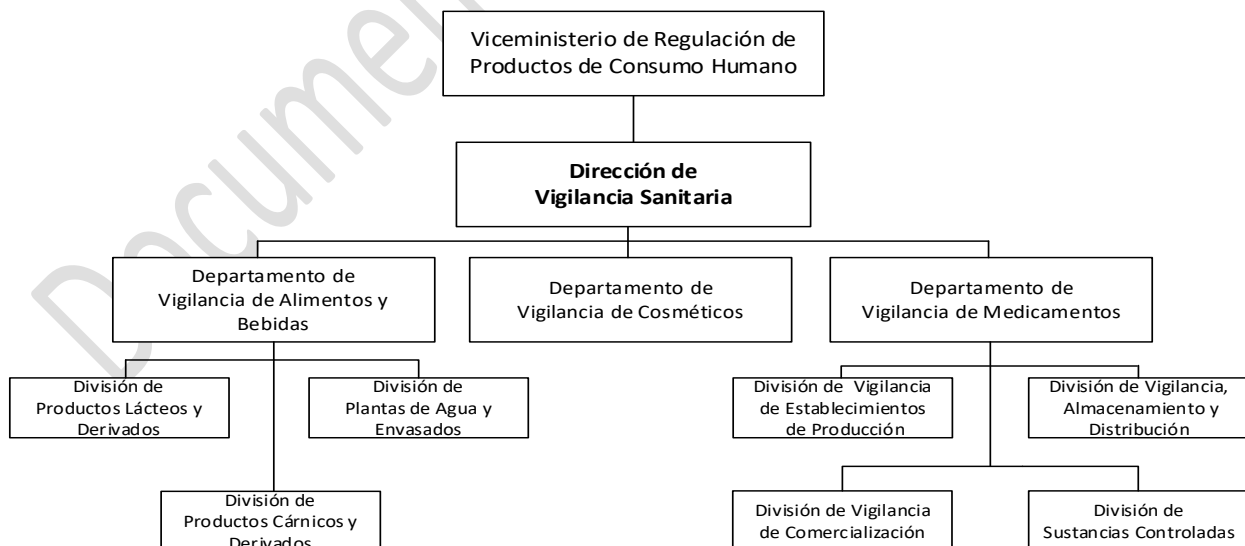 Documen
Viceministerio de Regulación de
Productos de Consumo Humano
Dirección de
Vigilancia Sanitaria
Departamento de
Vigilancia de Alimentos y
Bebidas
Departamento de
Vigilancia de Cosméticos
Departamento de
Vigilancia de Medicamentos
División de
Productos Lácteos y
Derivados
División de
Plantas de Agua y
Envasados
División de Vigilancia
de Establecimientos
de Producción
División de Vigilancia,
Almacenamiento y
Distribución
División de
Productos Cárnicos y
Derivados
División de Vigilancia
de Comercialización
División de
Sustancias Controladas